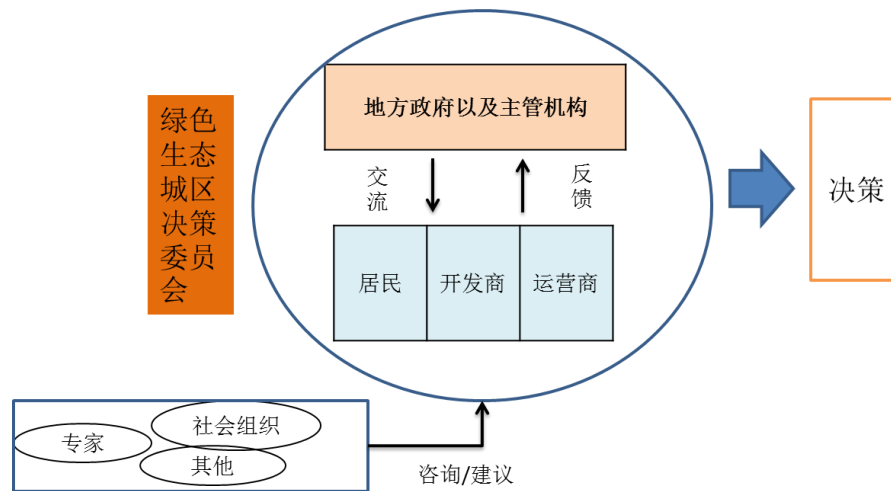 绿色
生态
城区
决策
委员
会
地方政府以及主管机构
交
流
反
馈
居民
开发商
运营商
决策
专家
社会组织
其他
咨询/建议